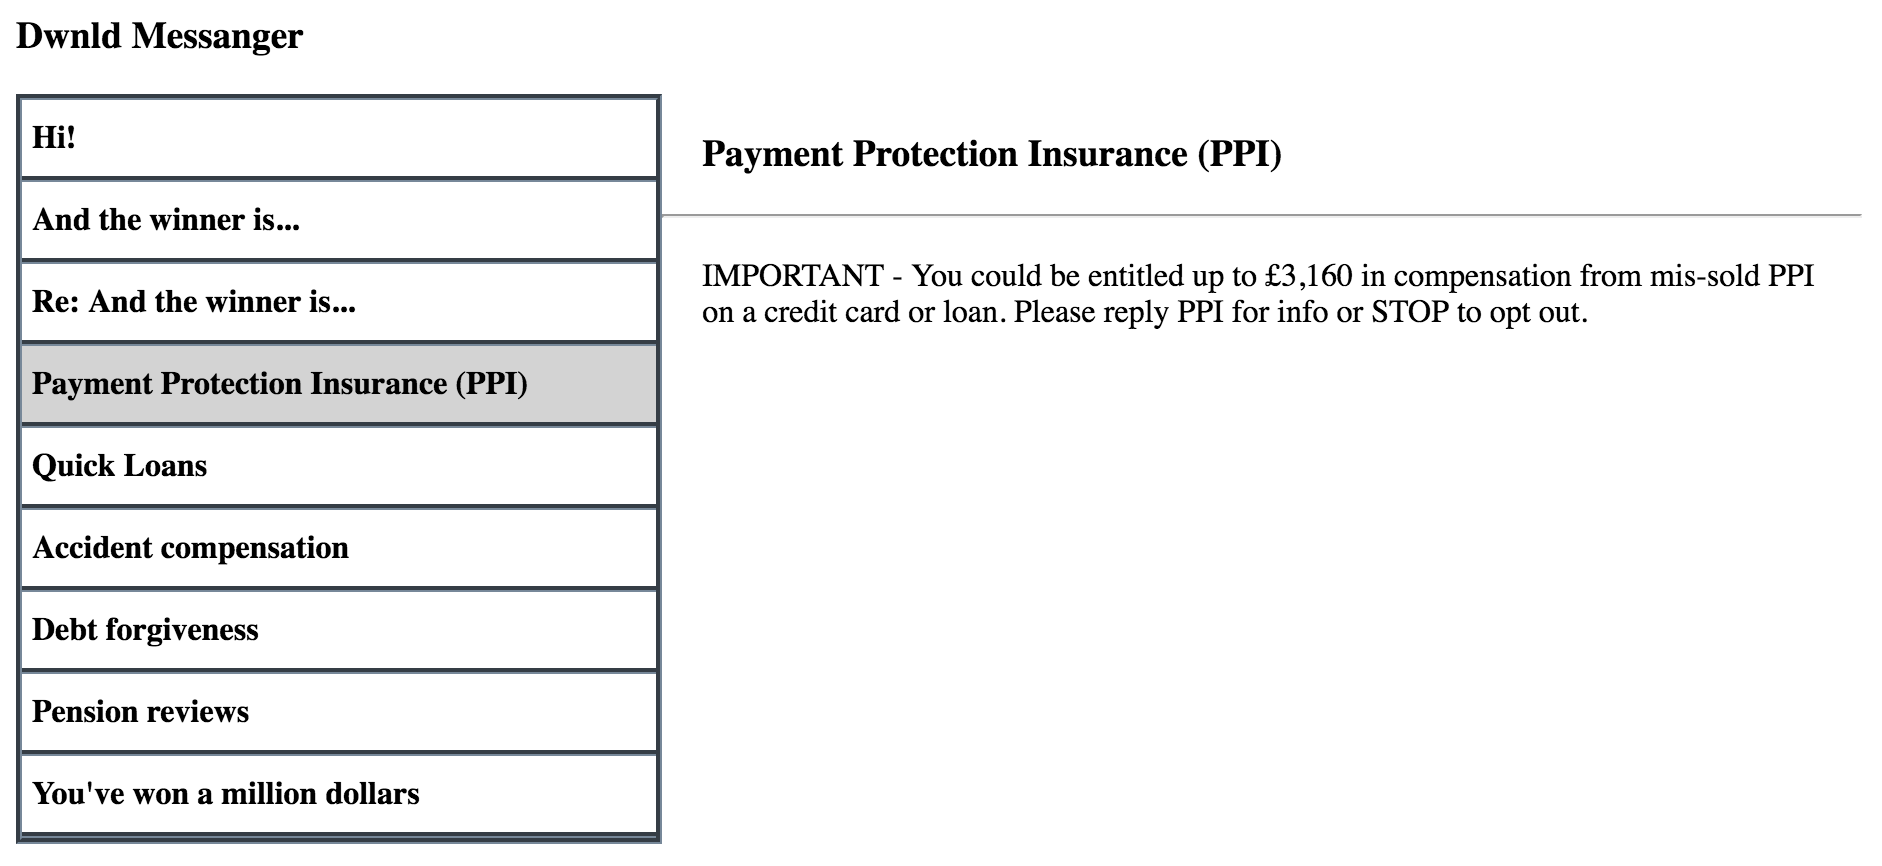 Dwnld Messanger
Hi!
And the winner is...
Re: And the winner is...
Payment Protection Insurance (PPI)
Quick Loans
Accident compensation
Debt forgiveness
Pension reviews
You've won a million dollars
Payment Protection Insurance (PPI)
IMPORTANT - You could be entitled up to £3,160 in compensation from mis-sold PPI
on a credit card or loan. Please reply PPI for info or STOP to opt out.